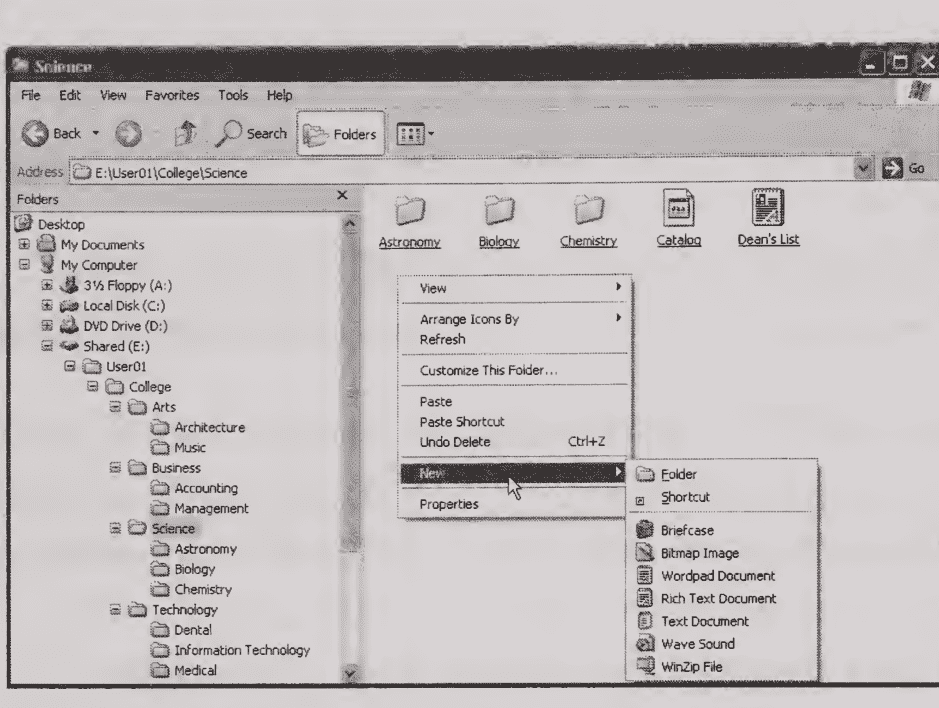 Science
File Edit View Favorites Tools Help
Back Search Folders
Address E:\User01\College\Science Go
Folders
Desktop
My Documents
My Computer
3½ Floppy (A:)
Local Disk (C:)
DVD Drive (D:)
Shared (E:)
User01
College
Arts
Architecture
Music
Business
Accounting
Management
Science
Astronomy
Biology
Chemistry
Technology
Dental
Information Technology
Medical
Astronomy Biology Chemistry Catalog Dean's List
View
Arrange Icons By
Refresh
Customize This Folder...
Paste
Paste Shortcut
Undo Delete Ctrl+Z
New
Properties
Folder
Shortcut
Briefcase
Bitmap Image
Wordpad Document
Rich Text Document
Text Document
Wave Sound
WinZip File